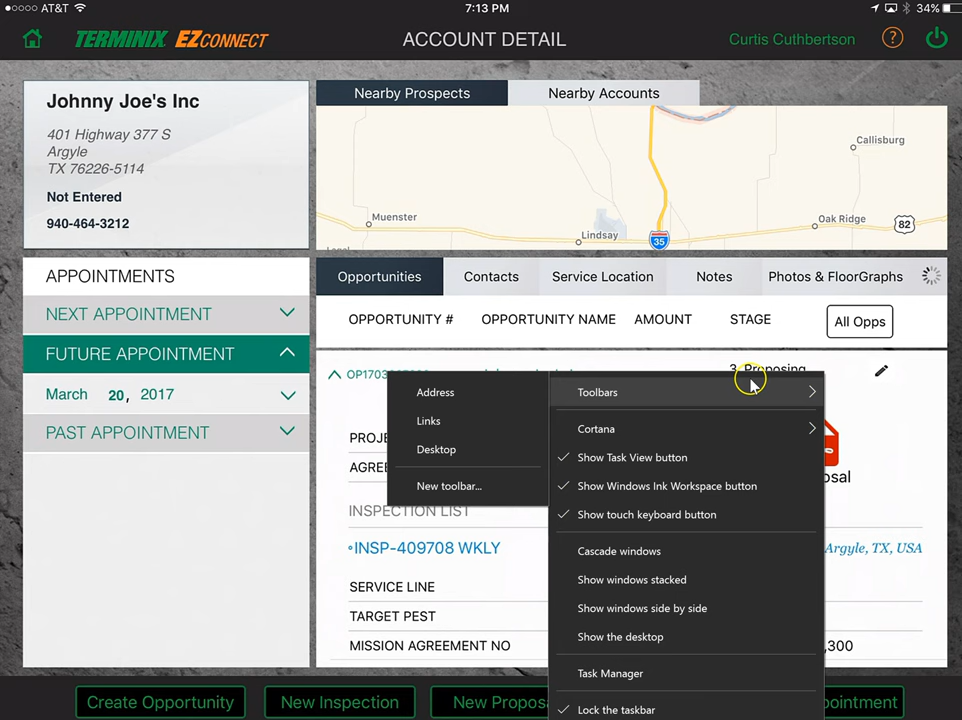 AT&T
7:13 PM
34%
TERMINIX EZCONNECT
ACCOUNT DETAIL
Curtis Cuthbertson
?
Johnny Joe's Inc
401 Highway 377 S
Argyle
TX 76226-5114
Not Entered
940-464-3212
Nearby Prospects
Nearby Accounts
Callisburg
Muenster
Oak Ridge
82
Lindsay
35
APPOINTMENTS
NEXT APPOINTMENT
FUTURE APPOINTMENT
March 20, 2017
PAST APPOINTMENT
Opportunities
Contacts
Service Location
Notes
Photos & FloorGraphs
OPPORTUNITY #
OPPORTUNITY NAME
AMOUNT
STAGE
All Opps
3. Proposing
Address
Links
Desktop
New toolbar...
Toolbars
Cortana
Show Task View button
Show Windows Ink Workspace button
Show touch keyboard button
Cascade windows
Show windows stacked
Show windows side by side
Show the desktop
Task Manager
Lock the taskbar
INSPECTION LIST
INSP-409708 WKLY
Argyle, TX, USA
SERVICE LINE
TARGET PEST
MISSION AGREEMENT NO
,300
Create Opportunity
New Inspection
New Propos